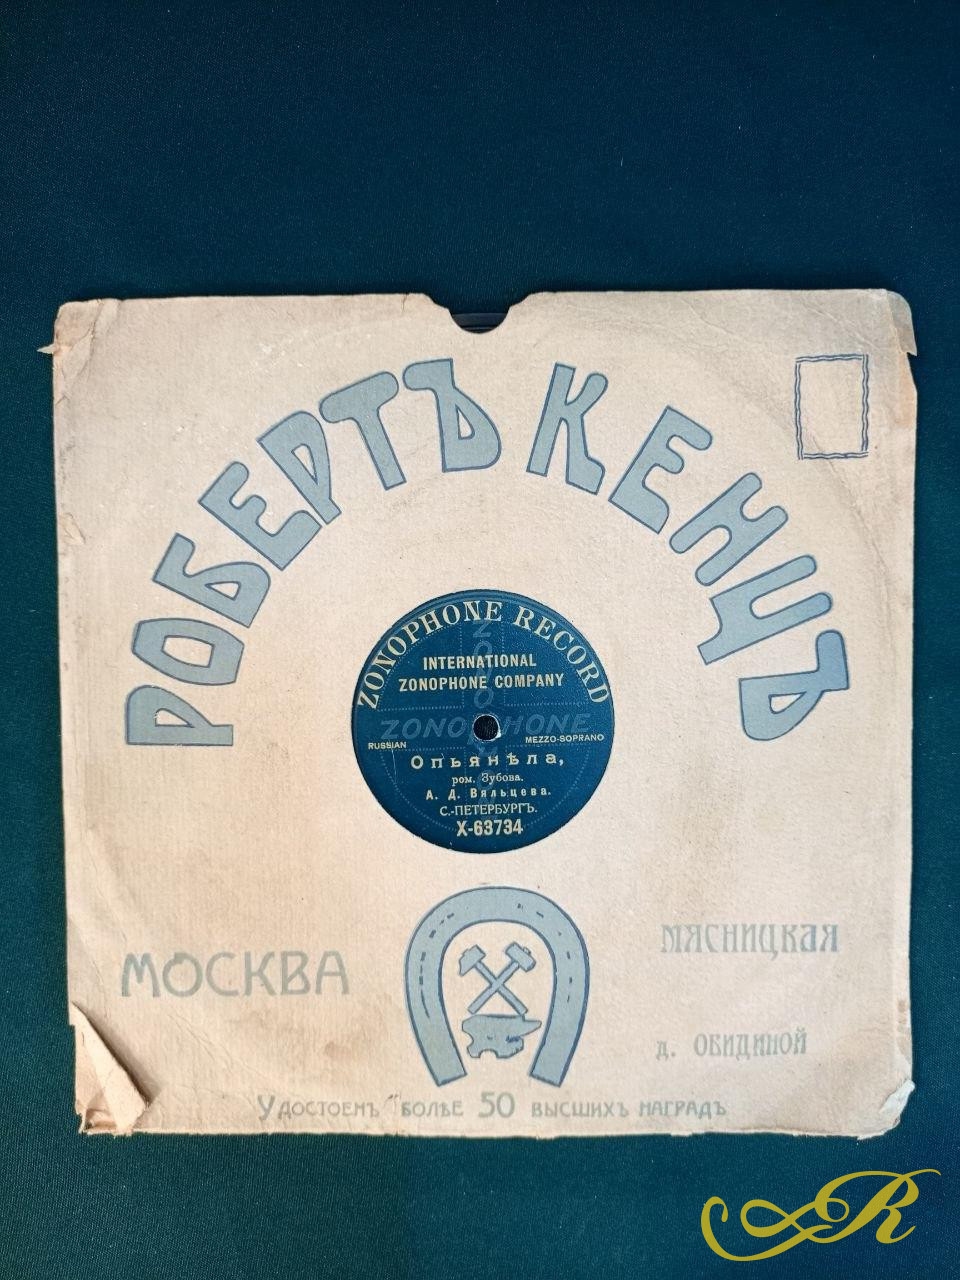 РОБЕРТЪ КЕНЦЪ
ZONOPHONE RECORD
INTERNATIONAL
ZONOPHONE COMPANY
ZONOPHONE
RUSSIAN MEZZO-SOPRANO
Опьянѣла,
ром. Зубова.
А. Д. Вяльцева.
С.-ПЕТЕРБУРГЪ.
X-63734
МОСКВА
МЯСНИЦКАЯ
Д. ОБИДИНОЙ
УДОСТОЕНЪ БОЛѢЕ 50 ВЫСШИХЪ НАГРАДЪ
R